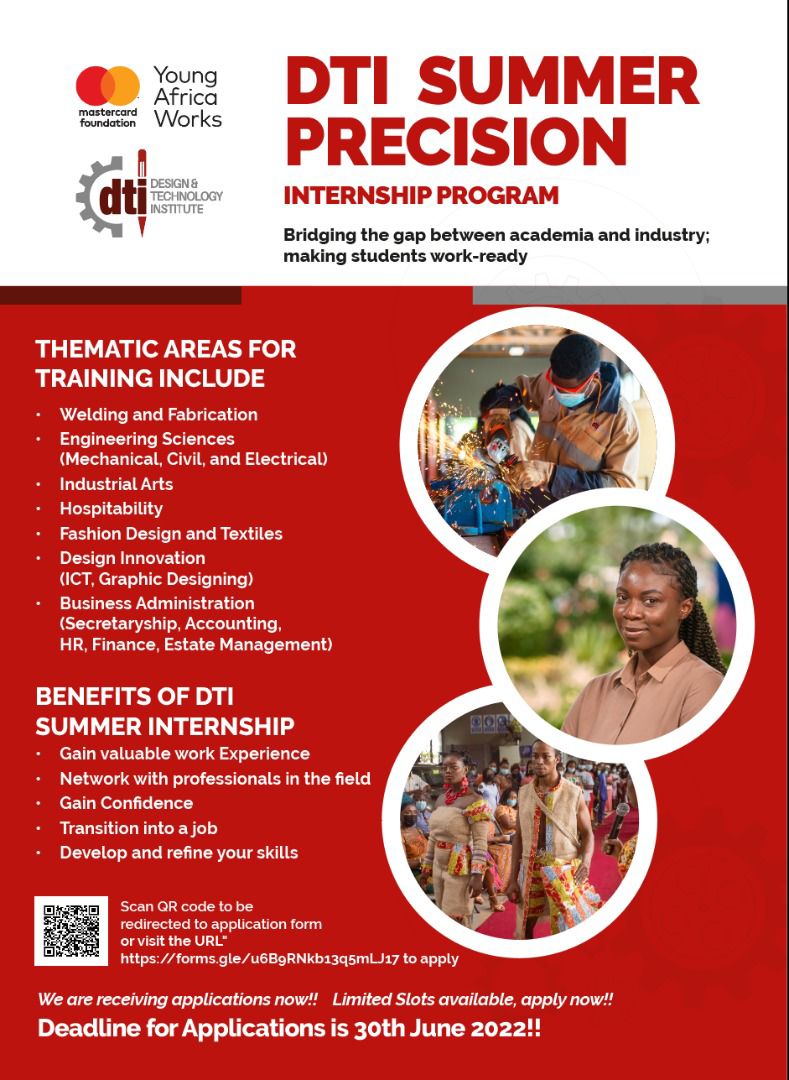 mastercard
foundation
Young
Africa
Works
dti
DESIGN &
TECHNOLOGY
INSTITUTE
DTI SUMMER
PRECISION
INTERNSHIP PROGRAM
Bridging the gap between academia and industry;
making students work-ready
THEMATIC AREAS FOR
TRAINING INCLUDE
• Welding and Fabrication
• Engineering Sciences
(Mechanical, Civil, and Electrical)
• Industrial Arts
• Hospitability
• Fashion Design and Textiles
• Design Innovation
(ICT, Graphic Designing)
• Business Administration
(Secretaryship, Accounting,
HR, Finance, Estate Management)
BENEFITS OF DTI
SUMMER INTERNSHIP
• Gain valuable work Experience
• Network with professionals in the field
• Gain Confidence
• Transition into a job
• Develop and refine your skills
Scan QR code to be
redirected to application form
or visit the URL"
https://forms.gle/u6B9RNkb13q5mLJ17 to apply
We are receiving applications now!! Limited Slots available, apply now!!
Deadline for Applications is 30th June 2022!!